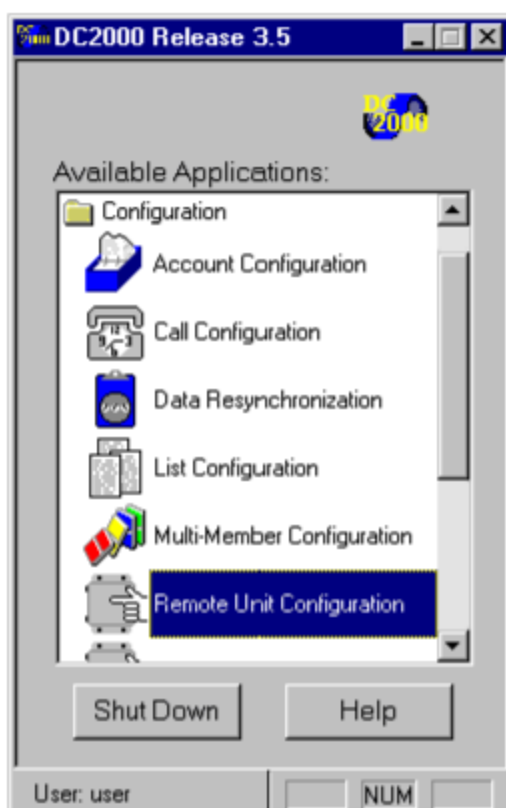 DC2000 Release 3.5
DC
2000
Available Applications:
Configuration
Account Configuration
Call Configuration
Data Resynchronization
List Configuration
Multi-Member Configuration
Remote Unit Configuration
Shut Down
Help
User: user
NUM